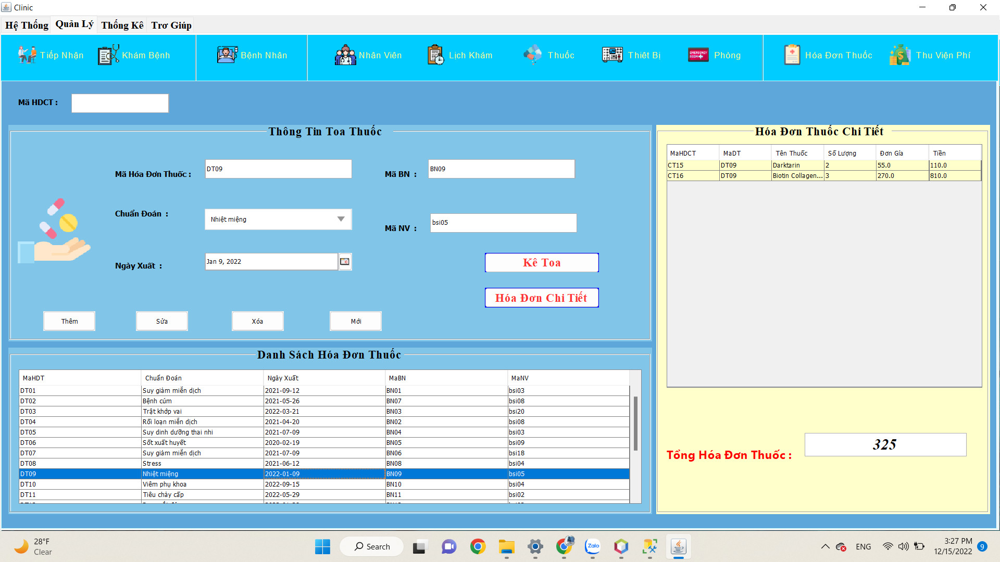 Clinic
Hệ Thống Quản Lý Thống Kê Trơ Giúp
Tiếp Nhận Khám Bệnh Bệnh Nhân Nhân Viên Lịch Khám Thuốc Thiêt Bị EMERGENCY ROOM Phòng Hóa Đơn Thuốc Thu Viện Phí
Mã HDCT :
Thông Tin Toa Thuốc
Mã Hóa Đơn Thuốc : DT09 Mã BN : BN09
Chuẩn Đoán : Nhiệt miệng Mã NV : bsi05
Ngày Xuất : Jan 9, 2022
Kê Toa
Hóa Đơn Chi Tiết
Thêm Sửa Xóa Mới
Hóa Đơn Thuốc Chi Tiết
MaHDCT MaDT Tên Thuốc Số Lượng Đơn Gía Tiền
CT15 DT09 Darktarin 2 55.0 110.0
CT16 DT09 Biotin Collagen... 3 270.0 810.0
Tổng Hóa Đơn Thuốc : 325
Danh Sách Hóa Đơn Thuốc
MaHDT Chuẩn Đoán Ngày Xuất MaBN MaNV
DT01 Suy giảm miễn dịch 2021-09-12 BN01 bsi03
DT02 Bệnh cúm 2021-05-26 BN07 bsi08
DT03 Trật khớp vai 2022-03-21 BN03 bsi20
DT04 Rối loạn miễn dịch 2021-04-20 BN02 bsi08
DT05 Suy dinh dưỡng thai nhi 2021-07-09 BN04 bsi03
DT06 Sốt xuất huyết 2020-02-19 BN05 bsi09
DT07 Suy giảm miễn dịch 2021-07-09 BN06 bsi18
DT08 Stress 2021-06-12 BN08 bsi04
DT09 Nhiệt miệng 2022-01-09 BN09 bsi05
DT10 Viêm phụ khoa 2022-09-15 BN10 bsi04
DT11 Tiêu chảy cấp 2022-05-29 BN11 bsi02
28°F
Clear
Search
Zalo
ENG
3:27 PM
12/15/2022
9